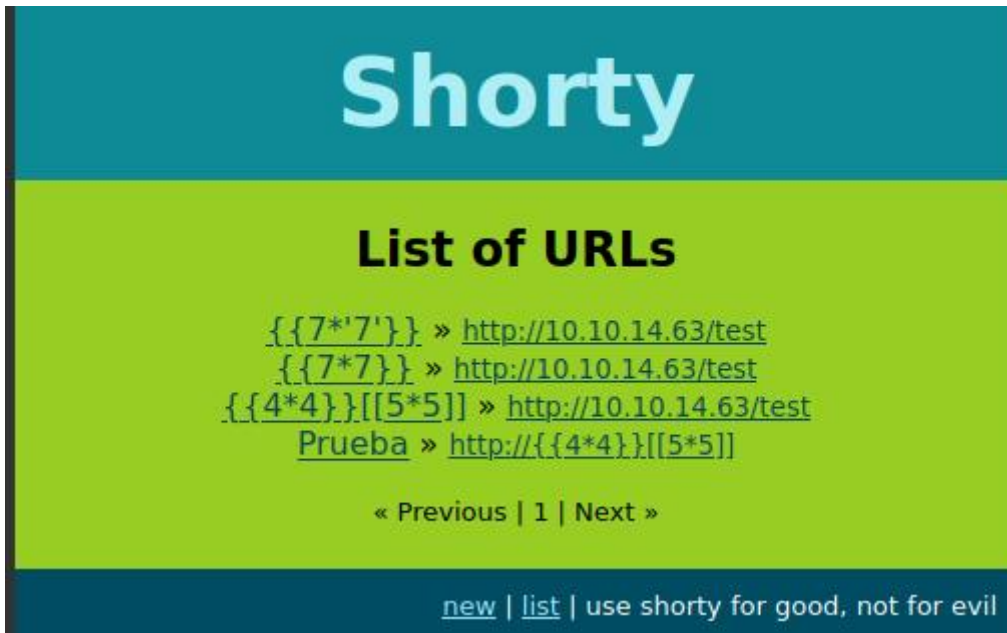 Shorty
List of URLs
{{7*'7'}} » http://10.10.14.63/test
{{7*7}} » http://10.10.14.63/test
{{4*4}}[[5*5]] » http://10.10.14.63/test
Prueba » http://{{4*4}}[[5*5]]
« Previous | 1 | Next »
new | list | use shorty for good, not for evil